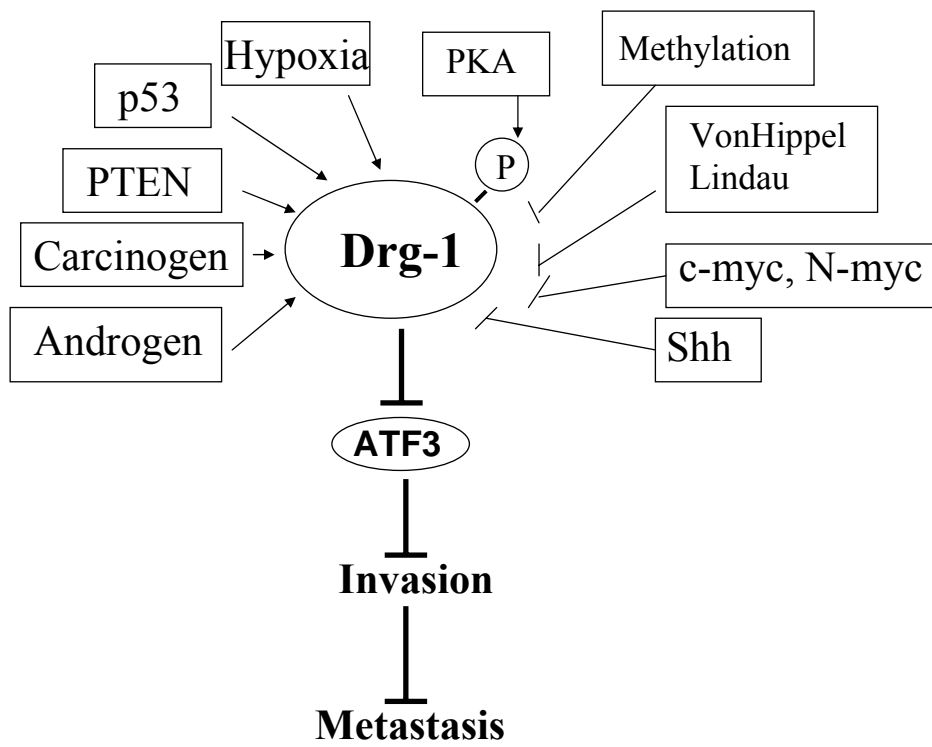 Hypoxia
PKA
Methylation
p53
P
VonHippel
Lindau
PTEN
Drg-1
Carcinogen
c-myc, N-myc
Androgen
Shh
ATF3
Invasion
Metastasis